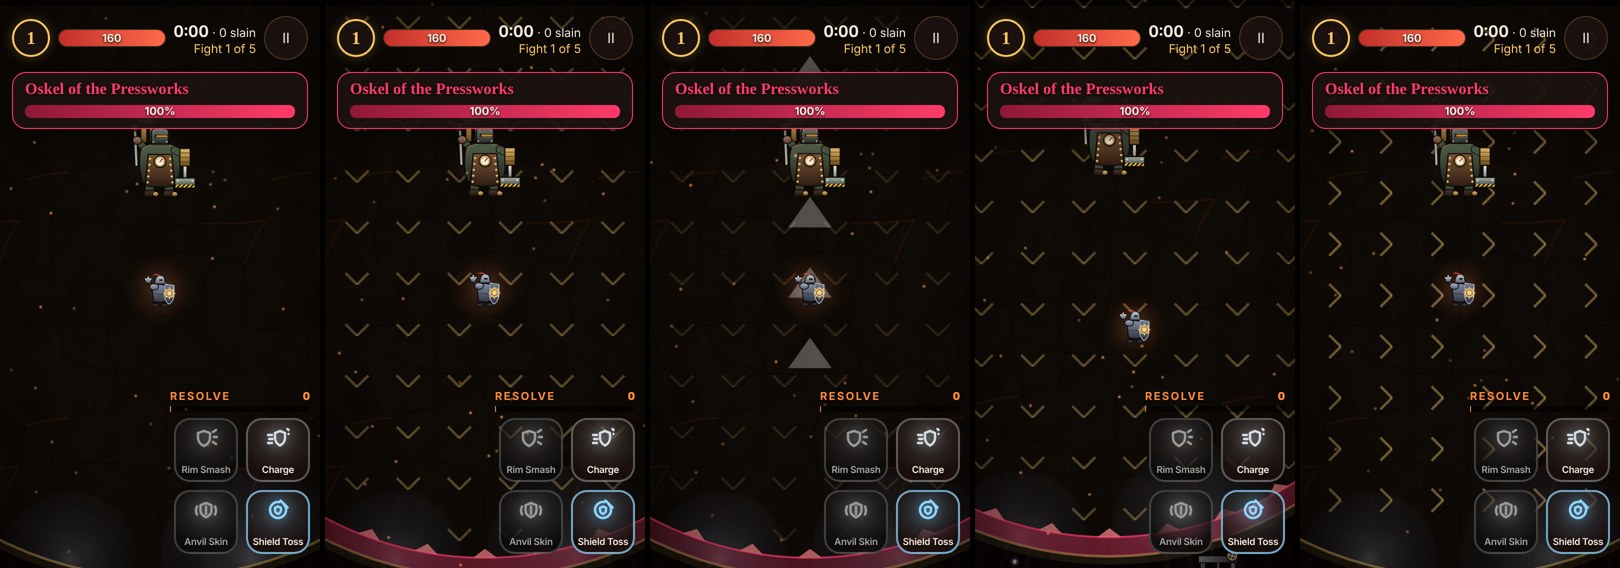 1
160
0:00 · 0 slain
Fight 1 of 5
Oskel of the Pressworks
100%
RESOLVE 0
Rim Smash
Charge
Anvil Skin
Shield Toss
1
160
0:00 · 0 slain
Fight 1 of 5
Oskel of the Pressworks
100%
RESOLVE 0
Rim Smash
Charge
Anvil Skin
Shield Toss
1
160
0:00 · 0 slain
Fight 1 of 5
Oskel of the Pressworks
100%
RESOLVE 0
Rim Smash
Charge
Anvil Skin
Shield Toss
1
160
0:00 · 0 slain
Fight 1 of 5
Oskel of the Pressworks
100%
RESOLVE 0
Rim Smash
Charge
Anvil Skin
Shield Toss
1
160
0:00 · 0 slain
Fight 1 of 5
Oskel of the Pressworks
100%
RESOLVE 0
Rim Smash
Charge
Anvil Skin
Shield Toss